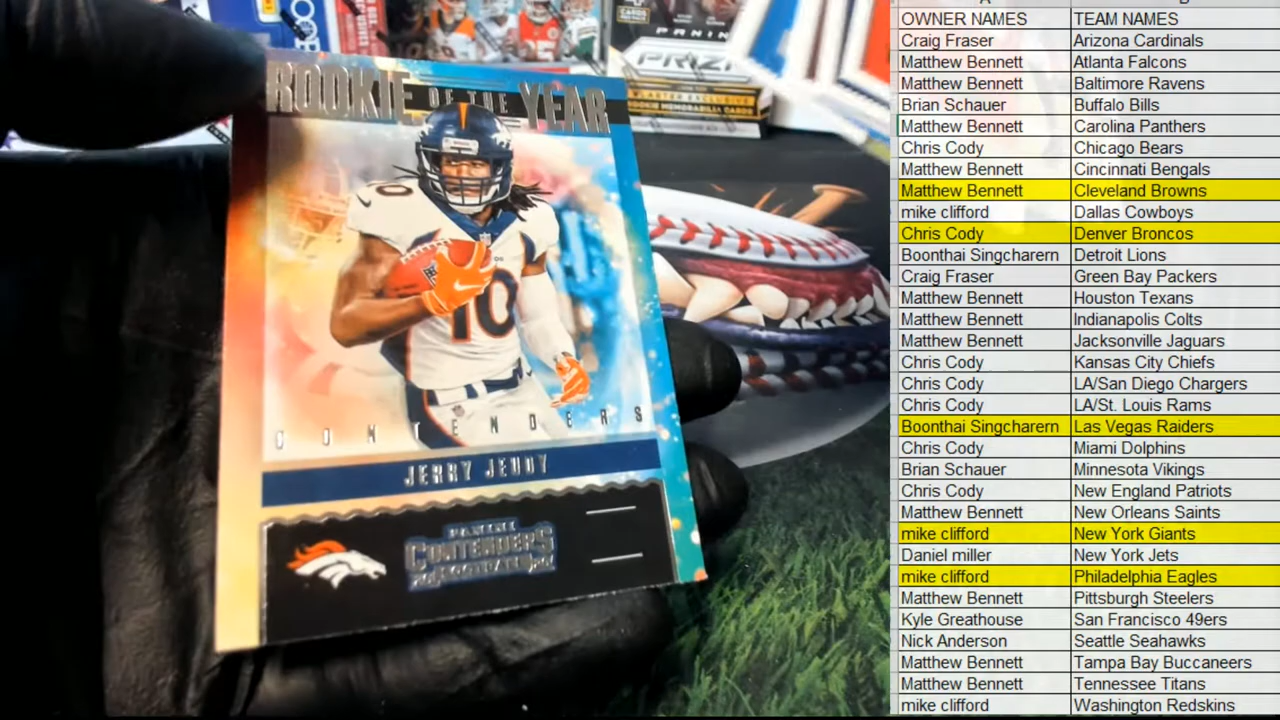 ROOKIE OF THE YEAR
10
10
CONTENDERS
JERRY JEUDY
PANINI
CONTENDERS
PANINI
PRIZM
OWNER NAMES TEAM NAMES
Craig Fraser Arizona Cardinals
Matthew Bennett Atlanta Falcons
Matthew Bennett Baltimore Ravens
Brian Schauer Buffalo Bills
Matthew Bennett Carolina Panthers
Chris Cody Chicago Bears
Matthew Bennett Cincinnati Bengals
Matthew Bennett Cleveland Browns
mike clifford Dallas Cowboys
Chris Cody Denver Broncos
Boonthai Singcharern Detroit Lions
Craig Fraser Green Bay Packers
Matthew Bennett Houston Texans
Matthew Bennett Indianapolis Colts
Matthew Bennett Jacksonville Jaguars
Chris Cody Kansas City Chiefs
Chris Cody LA/San Diego Chargers
Chris Cody LA/St. Louis Rams
Boonthai Singcharern Las Vegas Raiders
Chris Cody Miami Dolphins
Brian Schauer Minnesota Vikings
Chris Cody New England Patriots
Matthew Bennett New Orleans Saints
mike clifford New York Giants
Daniel miller New York Jets
mike clifford Philadelphia Eagles
Matthew Bennett Pittsburgh Steelers
Kyle Greathouse San Francisco 49ers
Nick Anderson Seattle Seahawks
Matthew Bennett Tampa Bay Buccaneers
Matthew Bennett Tennessee Titans
mike clifford Washington Redskins